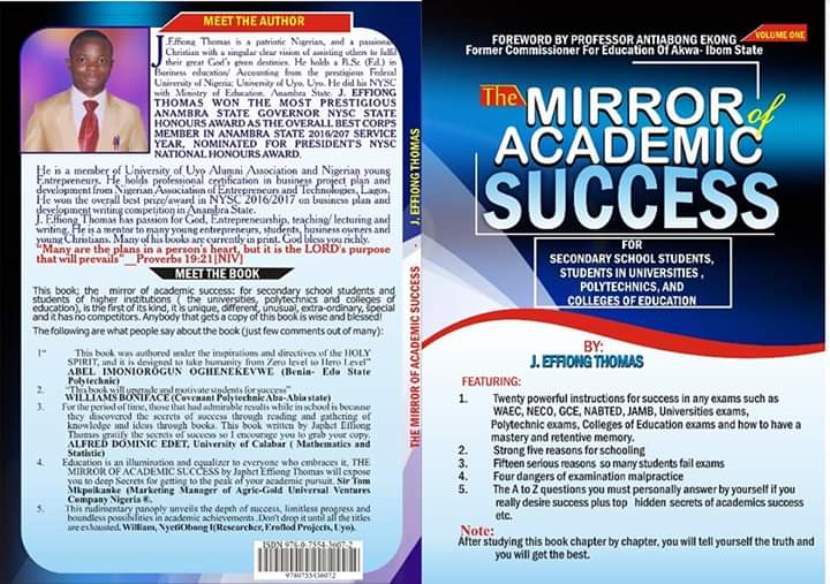 MEET THE AUTHOR
J.Effiong Thomas is a patriotic Nigerian, and a passionate
Christian with a singular clear vision of assisting others to fulfil
their great God's given destinies. He holds a B.Sc (Ed.) in
Business education/ Accounting from the prestigious Federal
University of Nigeria; University of Uyo, Uyo. He did his NYSC
with Ministry of Education, Anambra State. J. EFFIONG
THOMAS WON THE MOST PRESTIGIOUS
ANAMBRA STATE GOVERNOR NYSC STATE
HONOURS AWARD AS THE OVERALL BEST CORPS
MEMBER IN ANAMBRA STATE 2016/207 SERVICE
YEAR, NOMINATED FOR PRESIDENT'S NYSC
NATIONAL HONOURS AWARD.
He is a member of University of Uyo Alumni Association and Nigerian young
Entrepreneurs. He holds professional certification in business project plan and
development from Nigerian Association of Entrepreneurs and Technologies, Lagos.
He won the overall best prize/award in NYSC 2016/2017 on business plan and
development writing competition in Anambra State.
J. Effiong Thomas has passion for God, Entrepreneurship, teaching/ lecturing and
writing. He is a mentor to many young entrepreneurs, students, business owners and
young Christians. Many of his books are currently in print. God bless you richly.
"Many are the plans in a person's heart, but it is the LORD's purpose
that will prevails"__Proverbs 19:21[NIV]
MEET THE BOOK
This book; the mirror of academic success: for secondary school students and
students of higher institutions ( the universities, polytechnics and colleges of
education), is the first of its kind, it is unique, different, unusual, extra-ordinary, special
and it has no competitors. Anybody that gets a copy of this book is wise and blessed!
The following are what people say about the book (just few comments out of many):
1" This book was authored under the inspirations and directives of the HOLY
SPIRIT, and it is designed to take humanity from Zero level to Hero Level"
ABEL IMONIOROGUN OGHENEKEVWE (Benin- Edo State
Polytechnic)
2. "This book will upgrade and motivate students for success"
WILLIAMS BONIFACE (Covenant Polytechnic Aba-Abia state)
3. For the period of time, those that had admirable results while in school is because
they discovered the secrets of success through reading and gathering of
knowledge and ideas through books. This book written by Japhet Effiong
Thomas gratify the secrets of success so I encourage you to grab your copy.
ALFRED DOMINIC EDET, University of Calabar ( Mathematics and
Statistic)
4. Education is an illumination and equalizer to everyone who embraces it, THE
MIRROR OF ACADEMIC SUCCESS by Japhet Effiong Thomas will expose
you to deep Secrets for getting to the peak of your academic pursuit. Sir Tom
Mkpoikanke (Marketing Manager of Agric-Gold Universal Ventures
Company Nigeria ®.
5. This rudimentary panoply unveils the depth of success, limitless progress and
boundless possibilities in academic achievements .Don't drop it until all the titles
are exhausted, William, NyetiObong I(Researcher, Erofled Projects, Uyo).
ISBN 976-0-7554-3607-2
9780755436072
J. EFFIONG THOMAS
THE MIRROR OF ACADEMIC SUCCESS
FOREWORD BY PROFESSOR ANTIABONG EKONG
VOLUME ONE
Former Commissioner For Education Of Akwa- Ibom State
The MIRROR of
ACADEMIC
SUCCESS
FOR
SECONDARY SCHOOL STUDENTS,
STUDENTS IN UNIVERSITIES ,
POLYTECHNICS, AND
COLLEGES OF EDUCATION
BY:
J. EFFIONG THOMAS
FEATURING:
1. Twenty powerful instructions for success in any exams such as
WAEC, NECO, GCE, NABTED, JAMB, Universities exams,
Polytechnic exams, Colleges of Education exams and how to have a
mastery and retentive memory.
2. Strong five reasons for schooling
3. Fifteen serious reasons so many students fail exams
4. Four dangers of examination malpractice
5. The A to Z questions you must personally answer by yourself if you
really desire success plus top hidden secrets of academics success
etc.
Note:
After studying this book chapter by chapter, you will tell yourself the truth and
you will get the best.